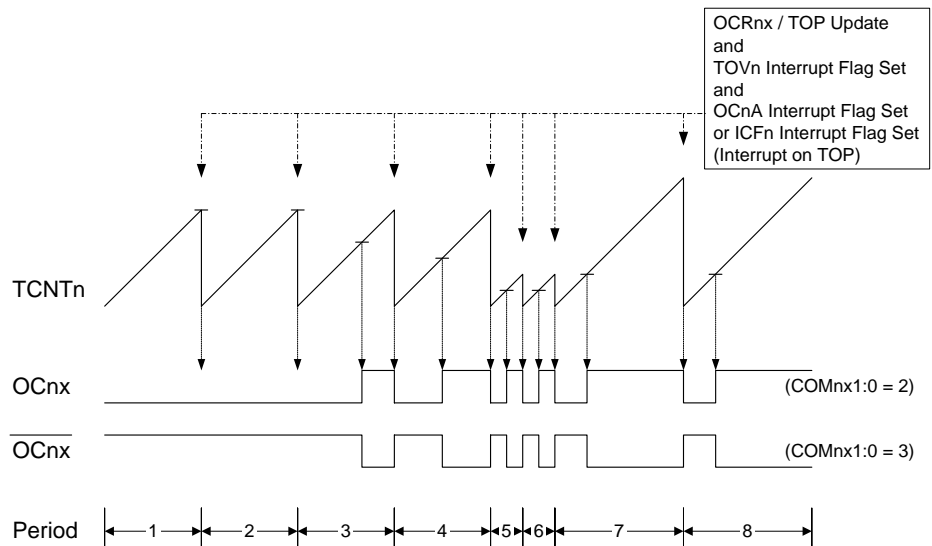 OCRnx / TOP Update
and
TOVn Interrupt Flag Set
and
OCnA Interrupt Flag Set
or ICFn Interrupt Flag Set
(Interrupt on TOP)
TCNTn
OCnx
(COMnx1:0 = 2)
OCnx
(COMnx1:0 = 3)
Period
1
2
3
4
5
6
7
8